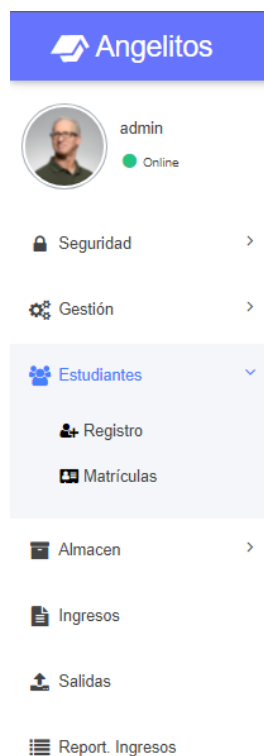 Angelitos
admin
Online
Seguridad
Gestión
Estudiantes
Registro
Matrículas
Almacen
Ingresos
Salidas
Report. Ingresos